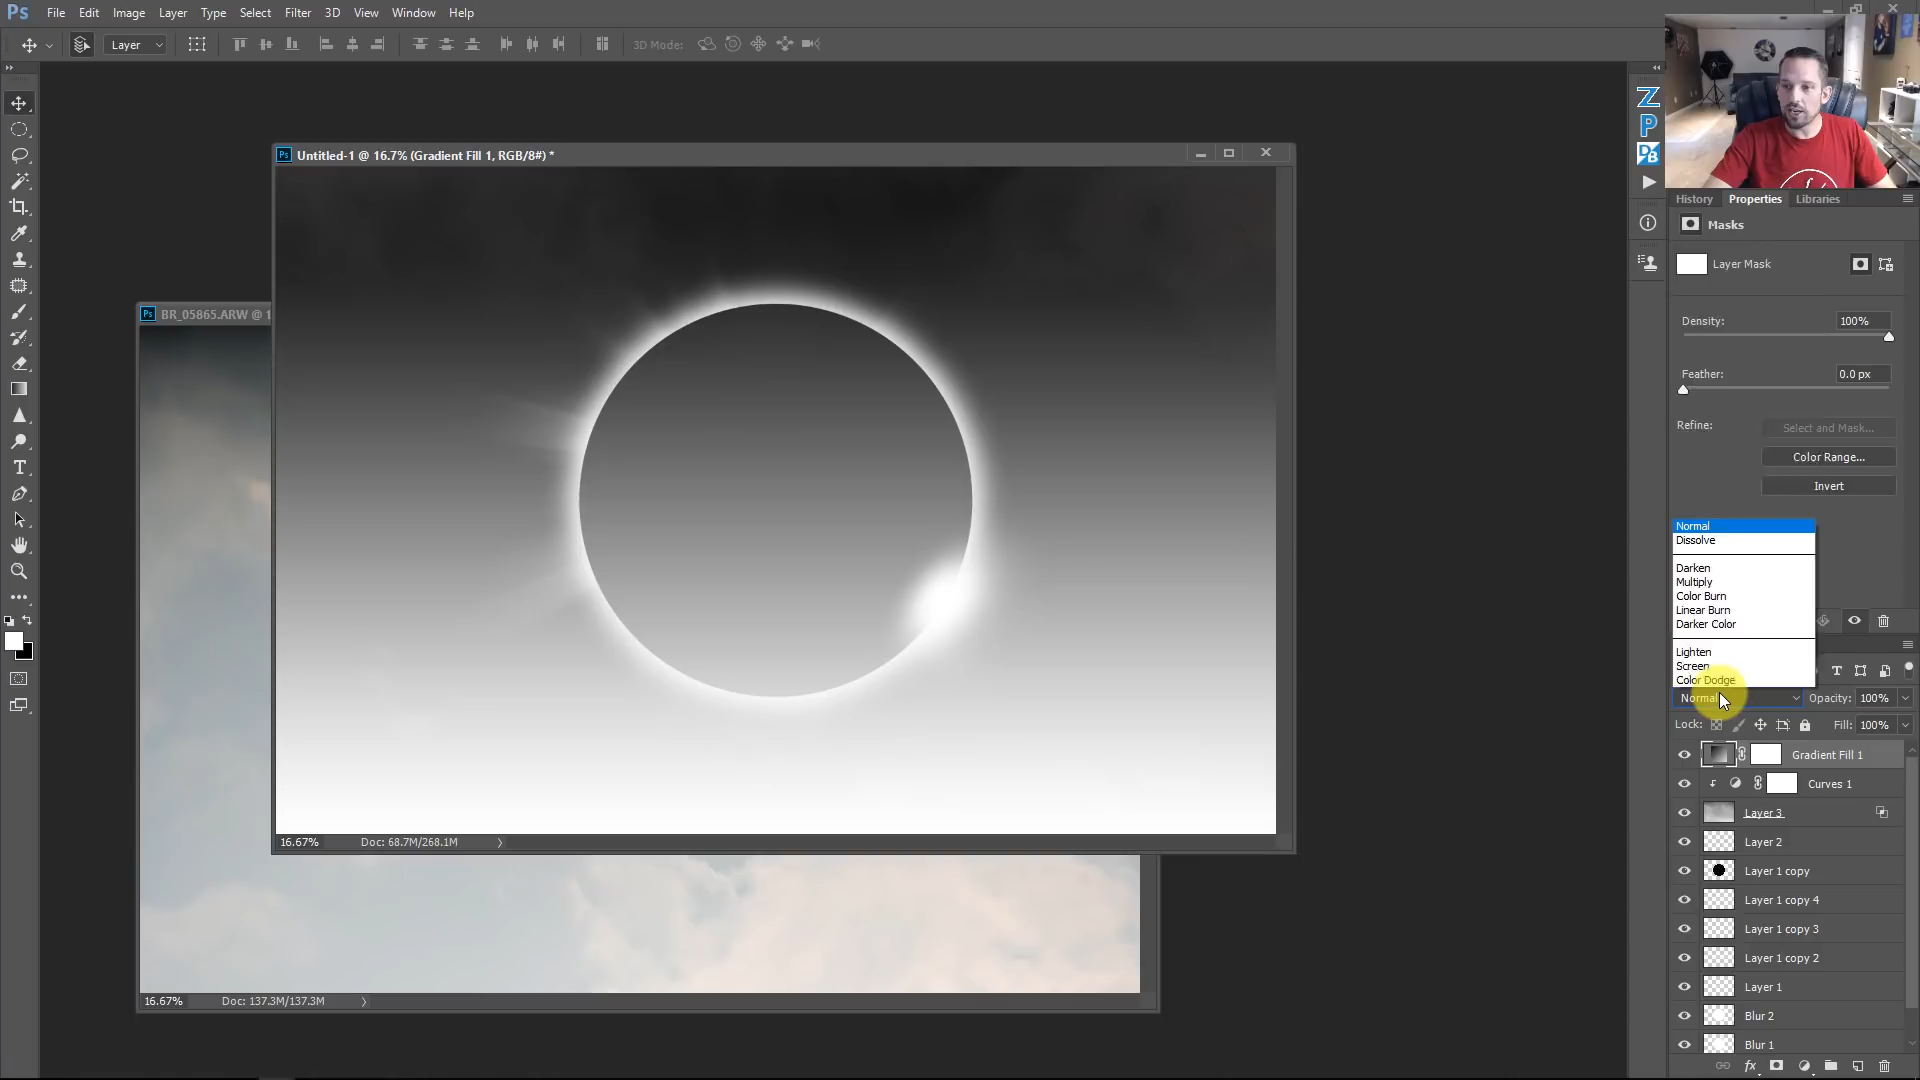 Ps File Edit Image Layer Type Select Filter 3D View Window Help
Layer 3D Mode:
Z
P
DB
Ps Untitled-1 @ 16.7% (Gradient Fill 1, RGB/8#) *
Ps BR_05865.ARW @ 1
16.67% Doc: 68.7M/268.1M
16.67% Doc: 137.3M/137.3M
History Properties Libraries
Masks
Layer Mask
Density: 100%
Feather: 0.0 px
Refine: Select and Mask...
Color Range...
Invert
Normal
Dissolve
Darken
Multiply
Color Burn
Linear Burn
Darker Color
Lighten
Screen
Color Dodge
Normal Opacity: 100%
Lock: Fill: 100%
Gradient Fill 1
Curves 1
Layer 3
Layer 2
Layer 1 copy
Layer 1 copy 4
Layer 1 copy 3
Layer 1 copy 2
Layer 1
Blur 2
Blur 1
fx